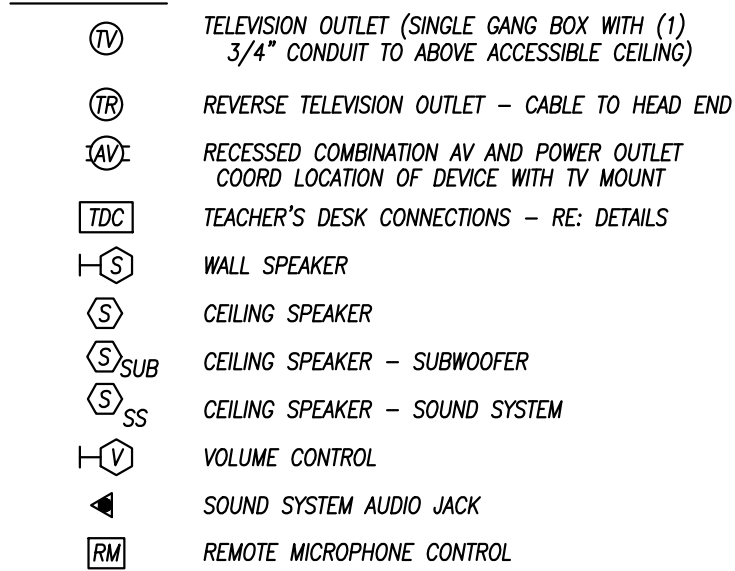 TV TELEVISION OUTLET (SINGLE GANG BOX WITH (1)
3/4" CONDUIT TO ABOVE ACCESSIBLE CEILING)
TR REVERSE TELEVISION OUTLET – CABLE TO HEAD END
AV RECESSED COMBINATION AV AND POWER OUTLET
COORD LOCATION OF DEVICE WITH TV MOUNT
TDC TEACHER'S DESK CONNECTIONS – RE: DETAILS
S WALL SPEAKER
S CEILING SPEAKER
S SUB CEILING SPEAKER – SUBWOOFER
S SS CEILING SPEAKER – SOUND SYSTEM
V VOLUME CONTROL
SOUND SYSTEM AUDIO JACK
RM REMOTE MICROPHONE CONTROL